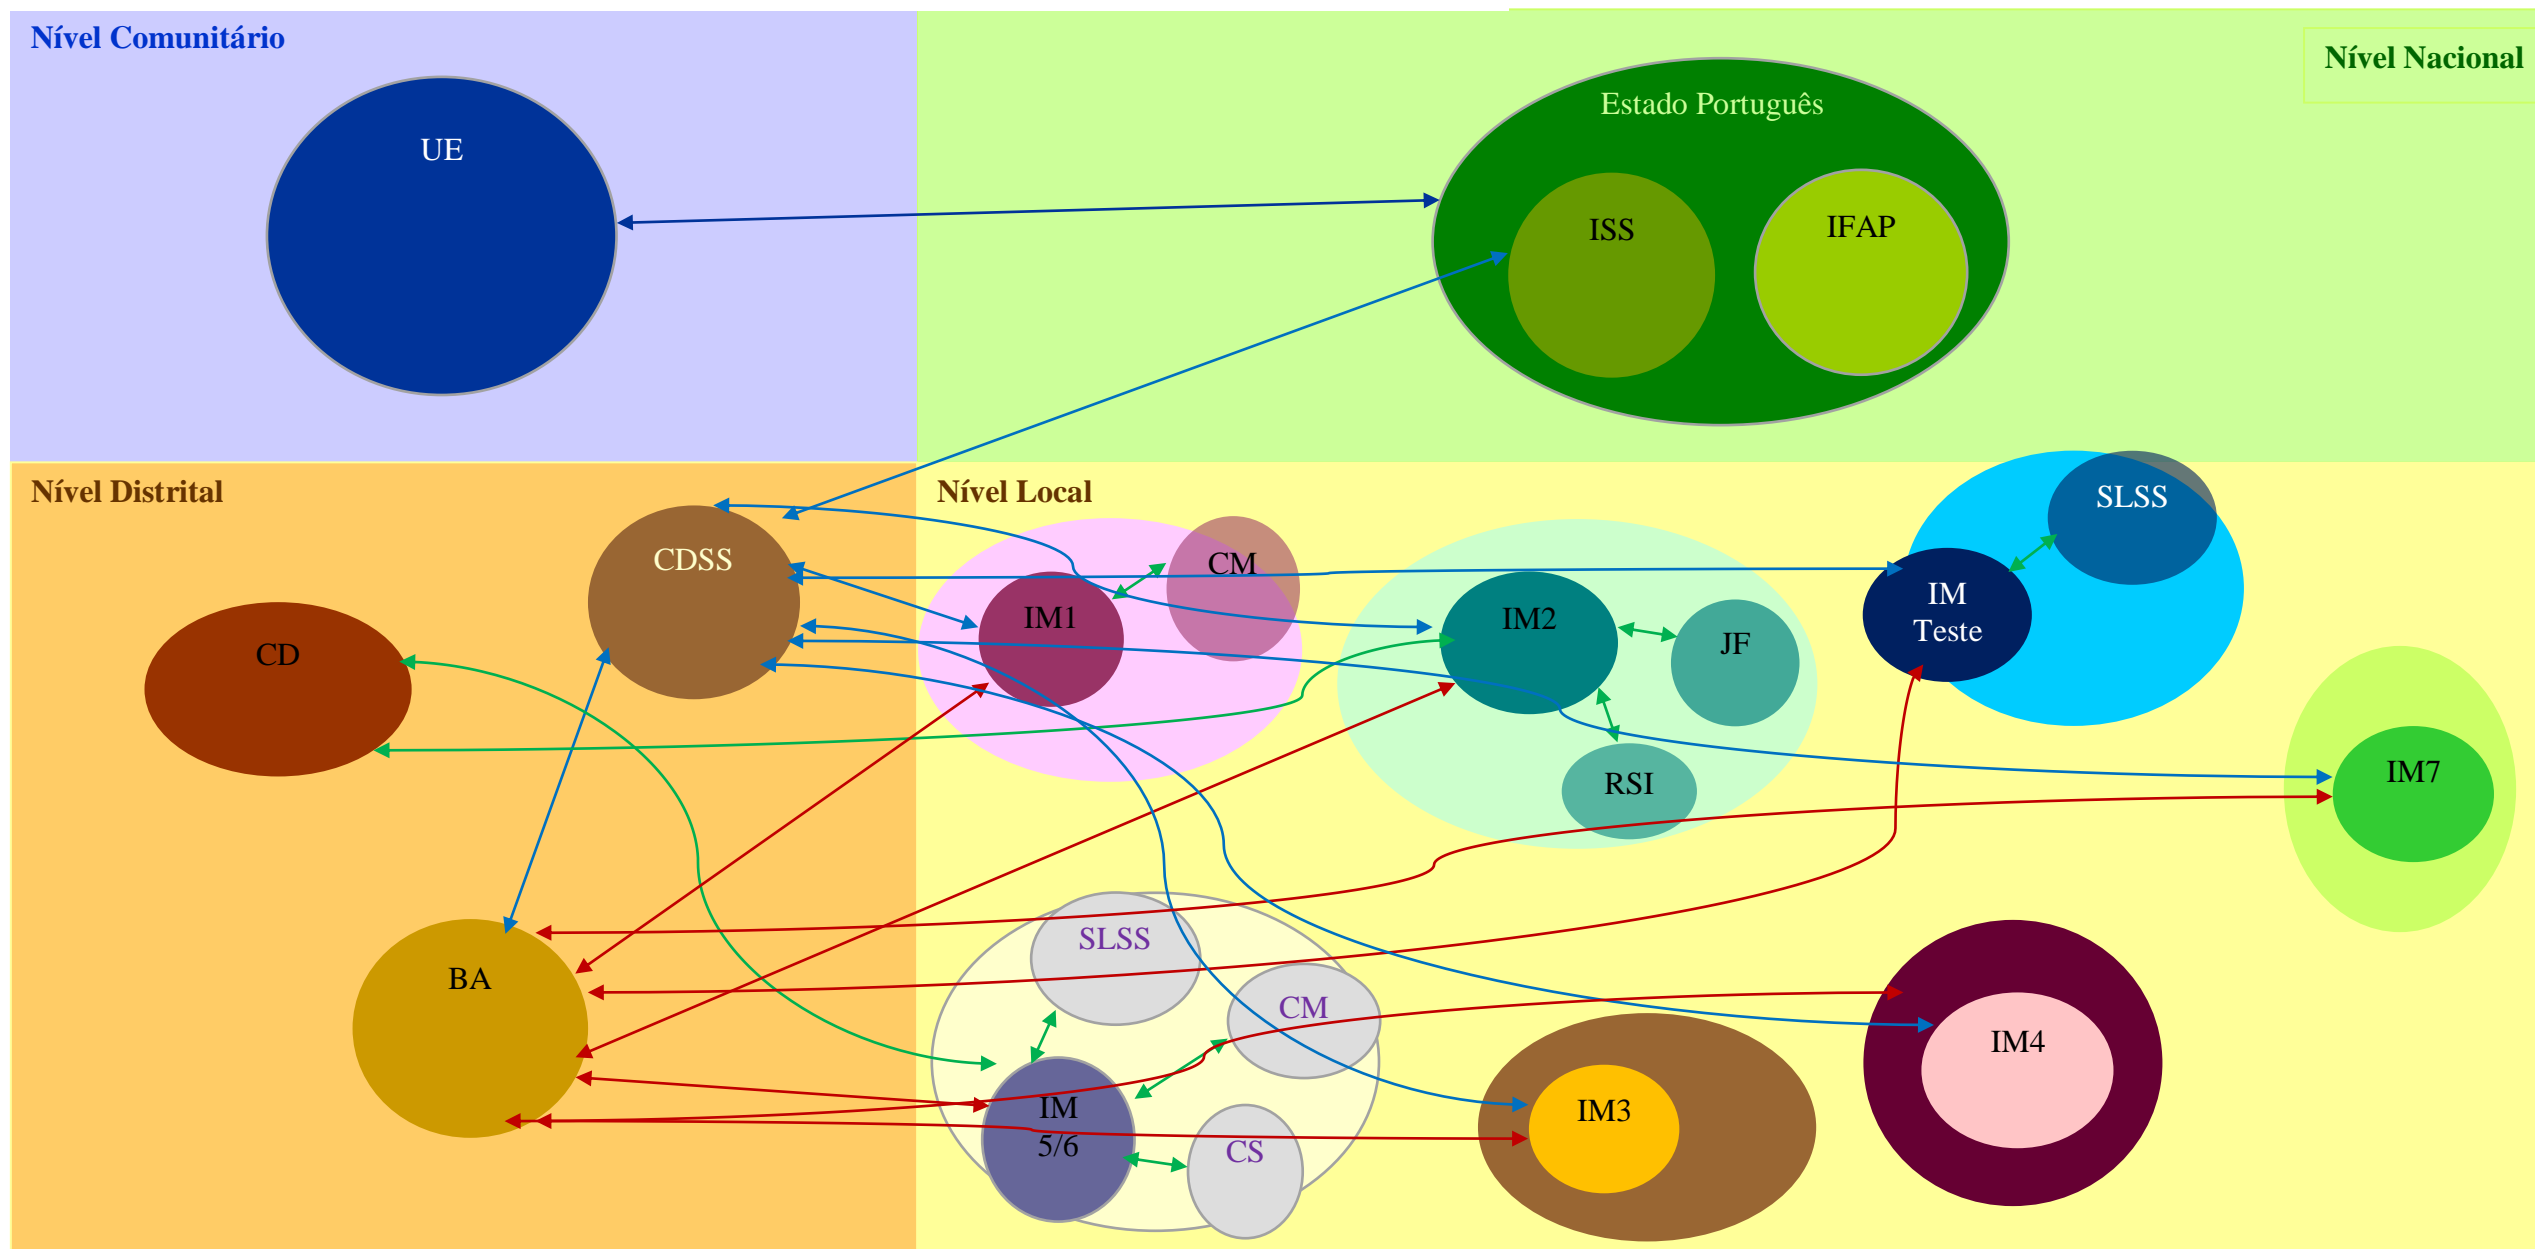 Nível Comunitário
Nível Nacional
Estado Português
UE
ISS
IFAP
Nível Distrital
Nível Local
SLSS
CDSS
CM
IM
Teste
IM1
IM2
JF
CD
IM7
RSI
SLSS
BA
CM
IM4
IM
5/6
IM3
CS